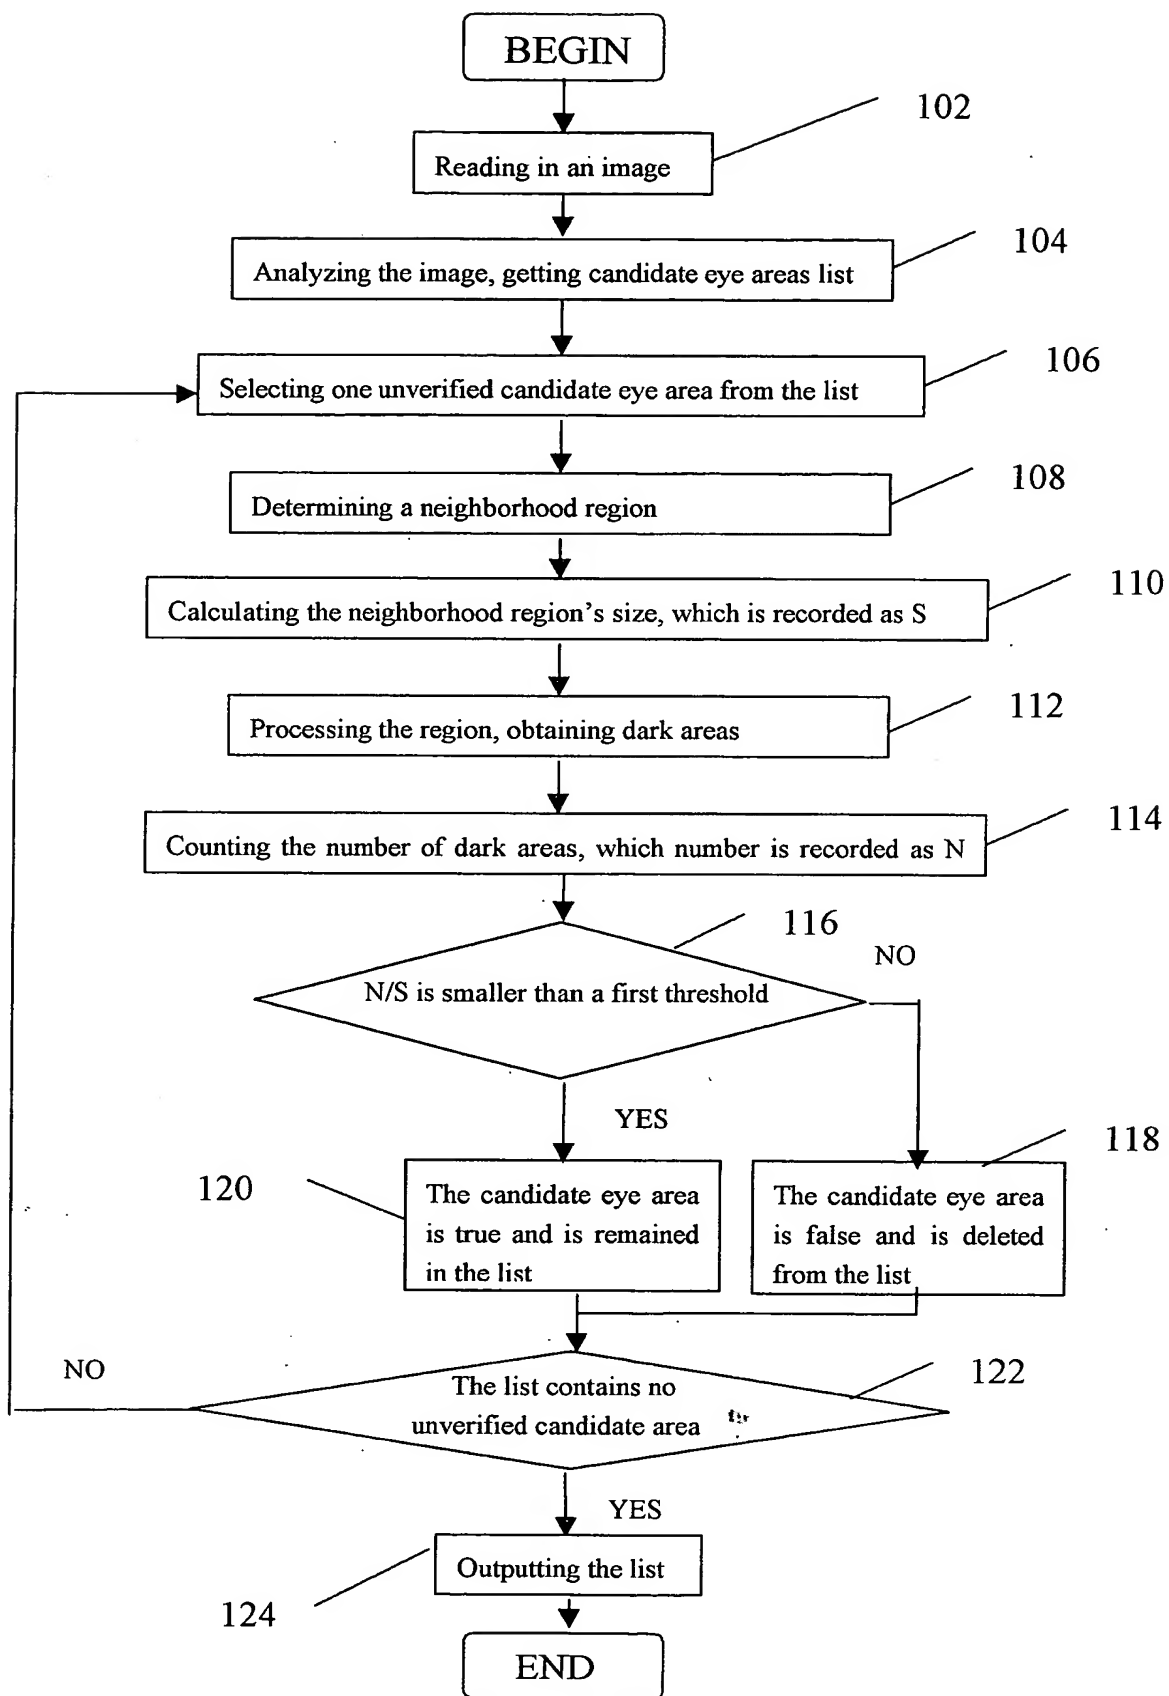 BEGIN
102
Reading in an image
104
Analyzing the image, getting candidate eye areas list
106
Selecting one unverified candidate eye area from the list
108
Determining a neighborhood region
110
Calculating the neighborhood region's size, which is recorded as S
112
Processing the region, obtaining dark areas
114
Counting the number of dark areas, which number is recorded as N
116
NO
N/S is smaller than a first threshold
YES
118
120
The candidate eye area
is true and is remained
in the list
The candidate eye area
is false and is deleted
from the list
NO
122
The list contains no
unverified candidate area
YES
Outputting the list
124
END